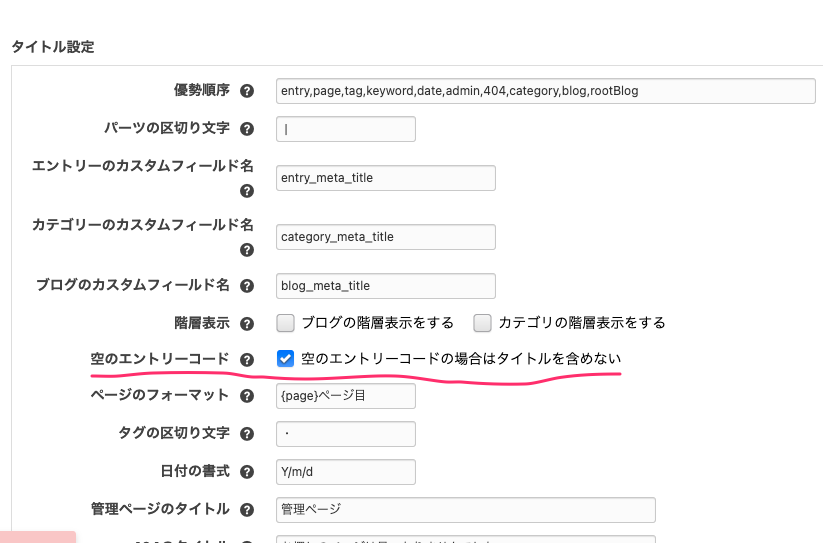 タイトル設定
優勢順序 ? entry,page,tag,keyword,date,admin,404,category,blog,rootBlog
パーツの区切り文字 ? |
エントリーのカスタムフィールド名 ? entry_meta_title
カテゴリーのカスタムフィールド名 ? category_meta_title
ブログのカスタムフィールド名 ? blog_meta_title
階層表示 ? ブログの階層表示をする カテゴリの階層表示をする
空のエントリーコード ? 空のエントリーコードの場合はタイトルを含めない
ページのフォーマット ? {page}ページ目
タグの区切り文字 ? ・
日付の書式 ? Y/m/d
管理ページのタイトル ? 管理ページ